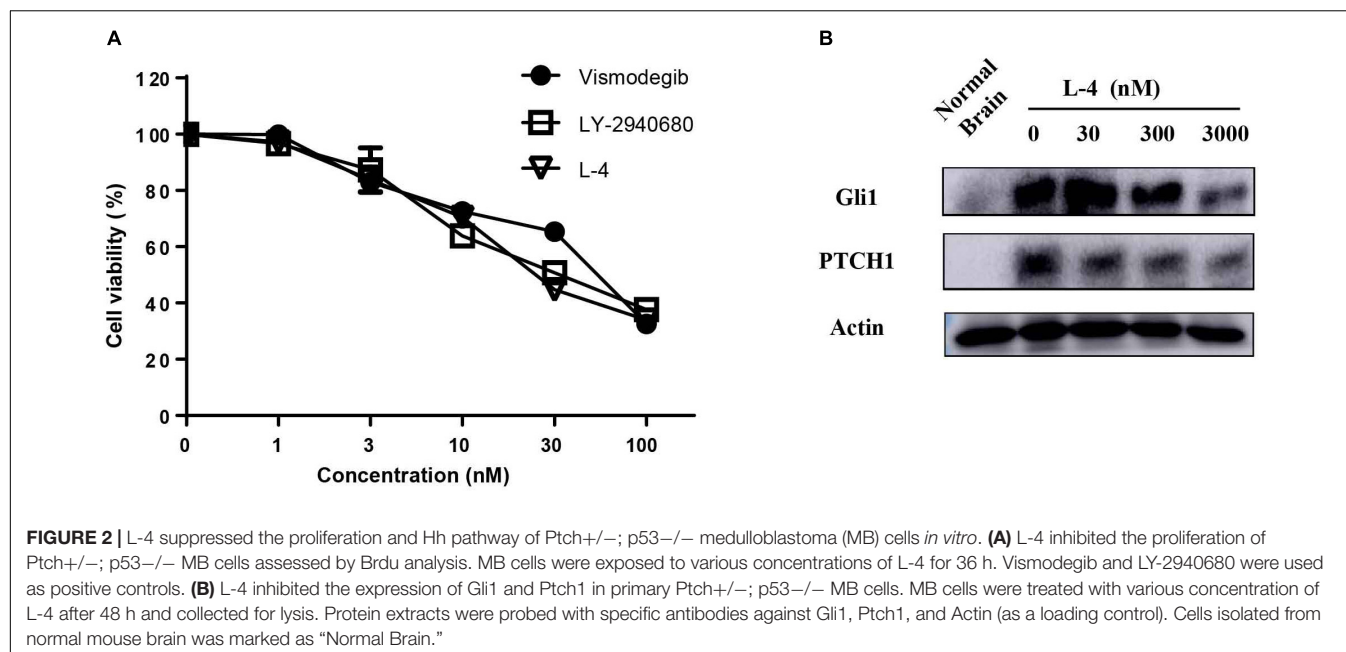 A
120
100
80
60
40
20
0
Cell viability (%)
0 1 3 10 30 100
Concentration (nM)
Vismodegib
LY-2940680
L-4
B
Normal
Brain
L-4 (nM)
0 30 300 3000
Gli1
PTCH1
Actin
FIGURE 2 | L-4 suppressed the proliferation and Hh pathway of Ptch+/−; p53−/− medulloblastoma (MB) cells in vitro. (A) L-4 inhibited the proliferation of
Ptch+/−; p53−/− MB cells assessed by Brdu analysis. MB cells were exposed to various concentrations of L-4 for 36 h. Vismodegib and LY-2940680 were used
as positive controls. (B) L-4 inhibited the expression of Gli1 and Ptch1 in primary Ptch+/−; p53−/− MB cells. MB cells were treated with various concentration of
L-4 after 48 h and collected for lysis. Protein extracts were probed with specific antibodies against Gli1, Ptch1, and Actin (as a loading control). Cells isolated from
normal mouse brain was marked as “Normal Brain.”